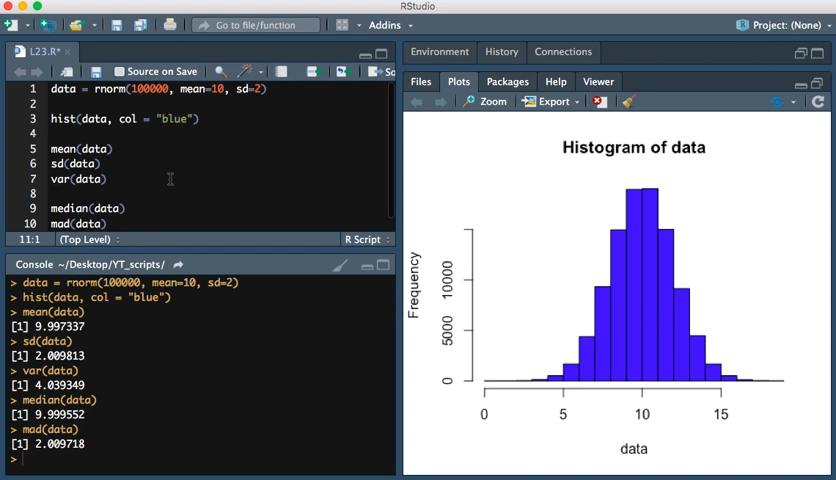 RStudio
Go to file/function
Addins
Project: (None)
L23.R*
Source on Save
So
1 data = rnorm(100000, mean=10, sd=2)
2
3 hist(data, col = "blue")
4
5 mean(data)
6 sd(data)
7 var(data)
8
9 median(data)
10 mad(data)
11:1 (Top Level) R Script
Console ~/Desktop/YT_scripts/
> data = rnorm(100000, mean=10, sd=2)
> hist(data, col = "blue")
> mean(data)
[1] 9.997337
> sd(data)
[1] 2.009813
> var(data)
[1] 4.039349
> median(data)
[1] 9.999552
> mad(data)
[1] 2.009718
>
Environment History Connections
Files Plots Packages Help Viewer
Zoom Export
Histogram of data
Frequency
10000
5000
0
0 5 10 15
data